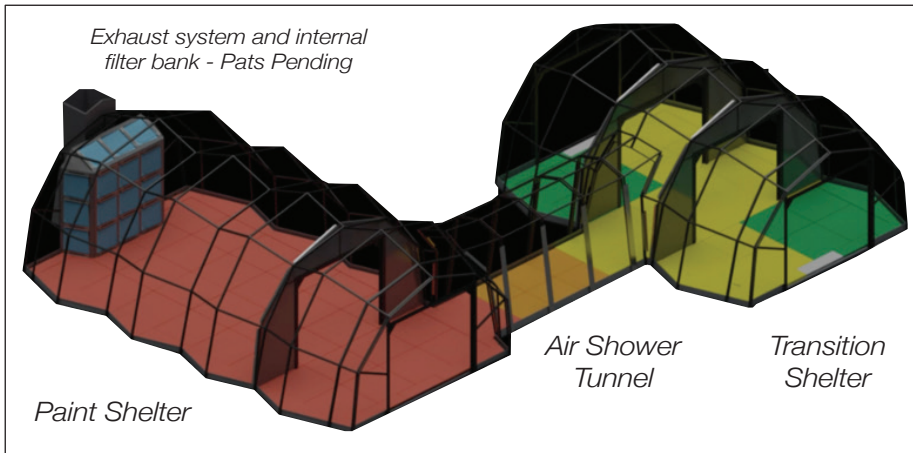 Exhaust system and internal
filter bank - Pats Pending
Air Shower
Tunnel
Transition
Shelter
Paint Shelter